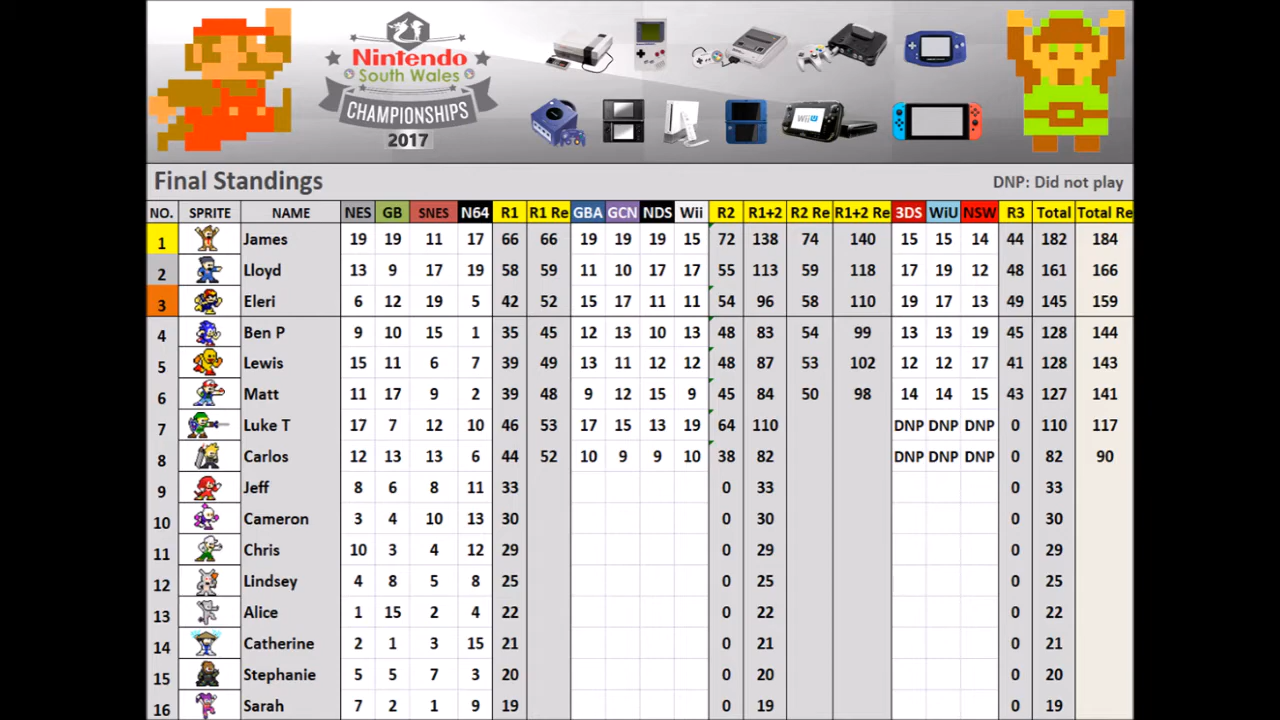 Nintendo
South Wales
CHAMPIONSHIPS
2017
WiiU
Final Standings DNP: Did not play
NO. SPRITE NAME NES GB SNES N64 R1 R1 Re GBA GCN NDS Wii R2 R1+2 R2 Re R1+2 Re 3DS WiU NSW R3 Total Total Re
1 James 19 19 11 17 66 66 19 19 19 15 72 138 74 140 15 15 14 44 182 184
2 Lloyd 13 9 17 19 58 59 11 10 17 17 55 113 59 118 17 19 12 48 161 166
3 Eleri 6 12 19 5 42 52 15 17 11 11 54 96 58 110 19 17 13 49 145 159
4 Ben P 9 10 15 1 35 45 12 13 10 13 48 83 54 99 13 13 19 45 128 144
5 Lewis 15 11 6 7 39 49 13 11 12 12 48 87 53 102 12 12 17 41 128 143
6 Matt 11 17 9 2 39 48 9 12 15 9 45 84 50 98 14 14 15 43 127 141
7 Luke T 17 7 12 10 46 53 17 15 13 19 64 110 DNP DNP DNP 0 110 117
8 Carlos 12 13 13 6 44 52 10 9 9 10 38 82 DNP DNP DNP 0 82 90
9 Jeff 8 6 8 11 33 0 33 0 33
10 Cameron 3 4 10 13 30 0 30 0 30
11 Chris 10 3 4 12 29 0 29 0 29
12 Lindsey 4 8 5 8 25 0 25 0 25
13 Alice 1 15 2 4 22 0 22 0 22
14 Catherine 2 1 3 15 21 0 21 0 21
15 Stephanie 5 5 7 3 20 0 20 0 20
16 Sarah 7 2 1 9 19 0 19 0 19